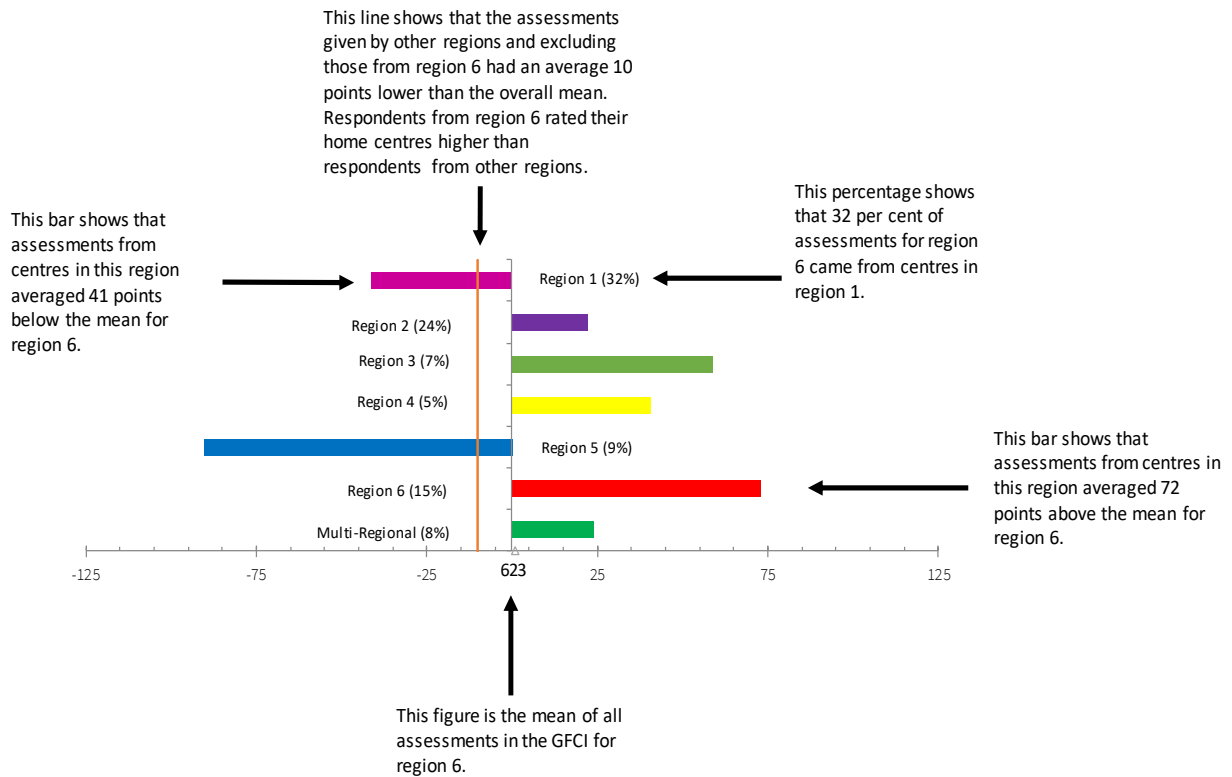 This line shows that the assessments
given by other regions and excluding
those from region 6 had an average 10
points lower than the overall mean.
Respondents from region 6 rated their
home centres higher than
respondents from other regions.
This percentage shows
that 32 per cent of
assessments for region
6 came from centres in
region 1.
This bar shows that
assessments from
centres in this region
averaged 41 points
below the mean for
region 6.
Region 1 (32%)
Region 2 (24%)
Region 3 (7%)
Region 4 (5%)
Region 5 (9%)
Region 6 (15%)
Multi-Regional (8%)
This bar shows that
assessments from centres in
this region averaged 72
points above the mean for
region 6.
-125 -75 -25 623 25 75 125
This figure is the mean of all
assessments in the GFCI for
region 6.